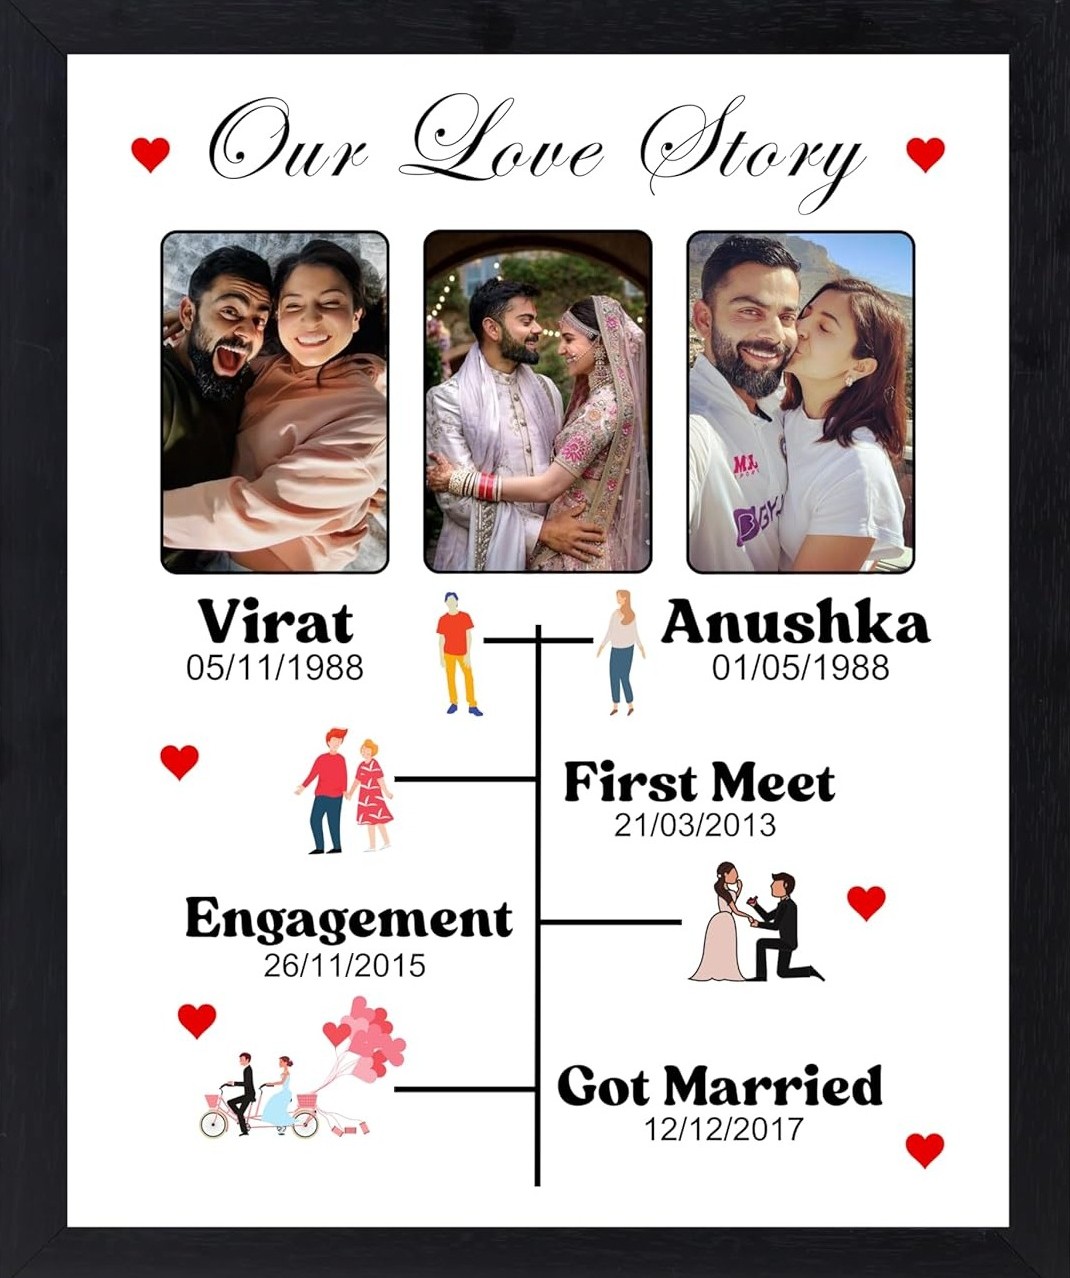 Our Love Story
Virat
05/11/1988
Anushka
01/05/1988
First Meet
21/03/2013
Engagement
26/11/2015
Got Married
12/12/2017